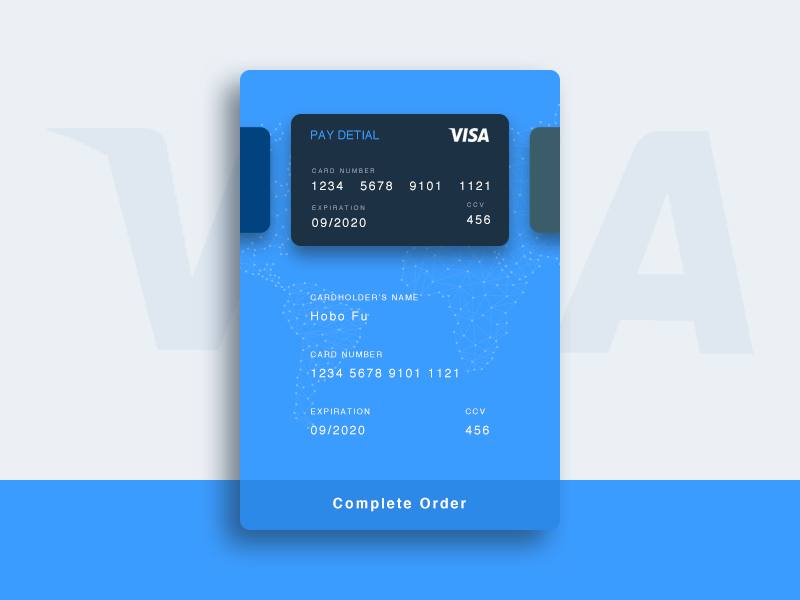 PAY DETIAL VISA
CARD NUMBER
1234 5678 9101 1121
EXPIRATION CCV
09/2020 456
CARDHOLDER'S NAME
Hobo Fu
CARD NUMBER
1234 5678 9101 1121
EXPIRATION CCV
09/2020 456
Complete Order